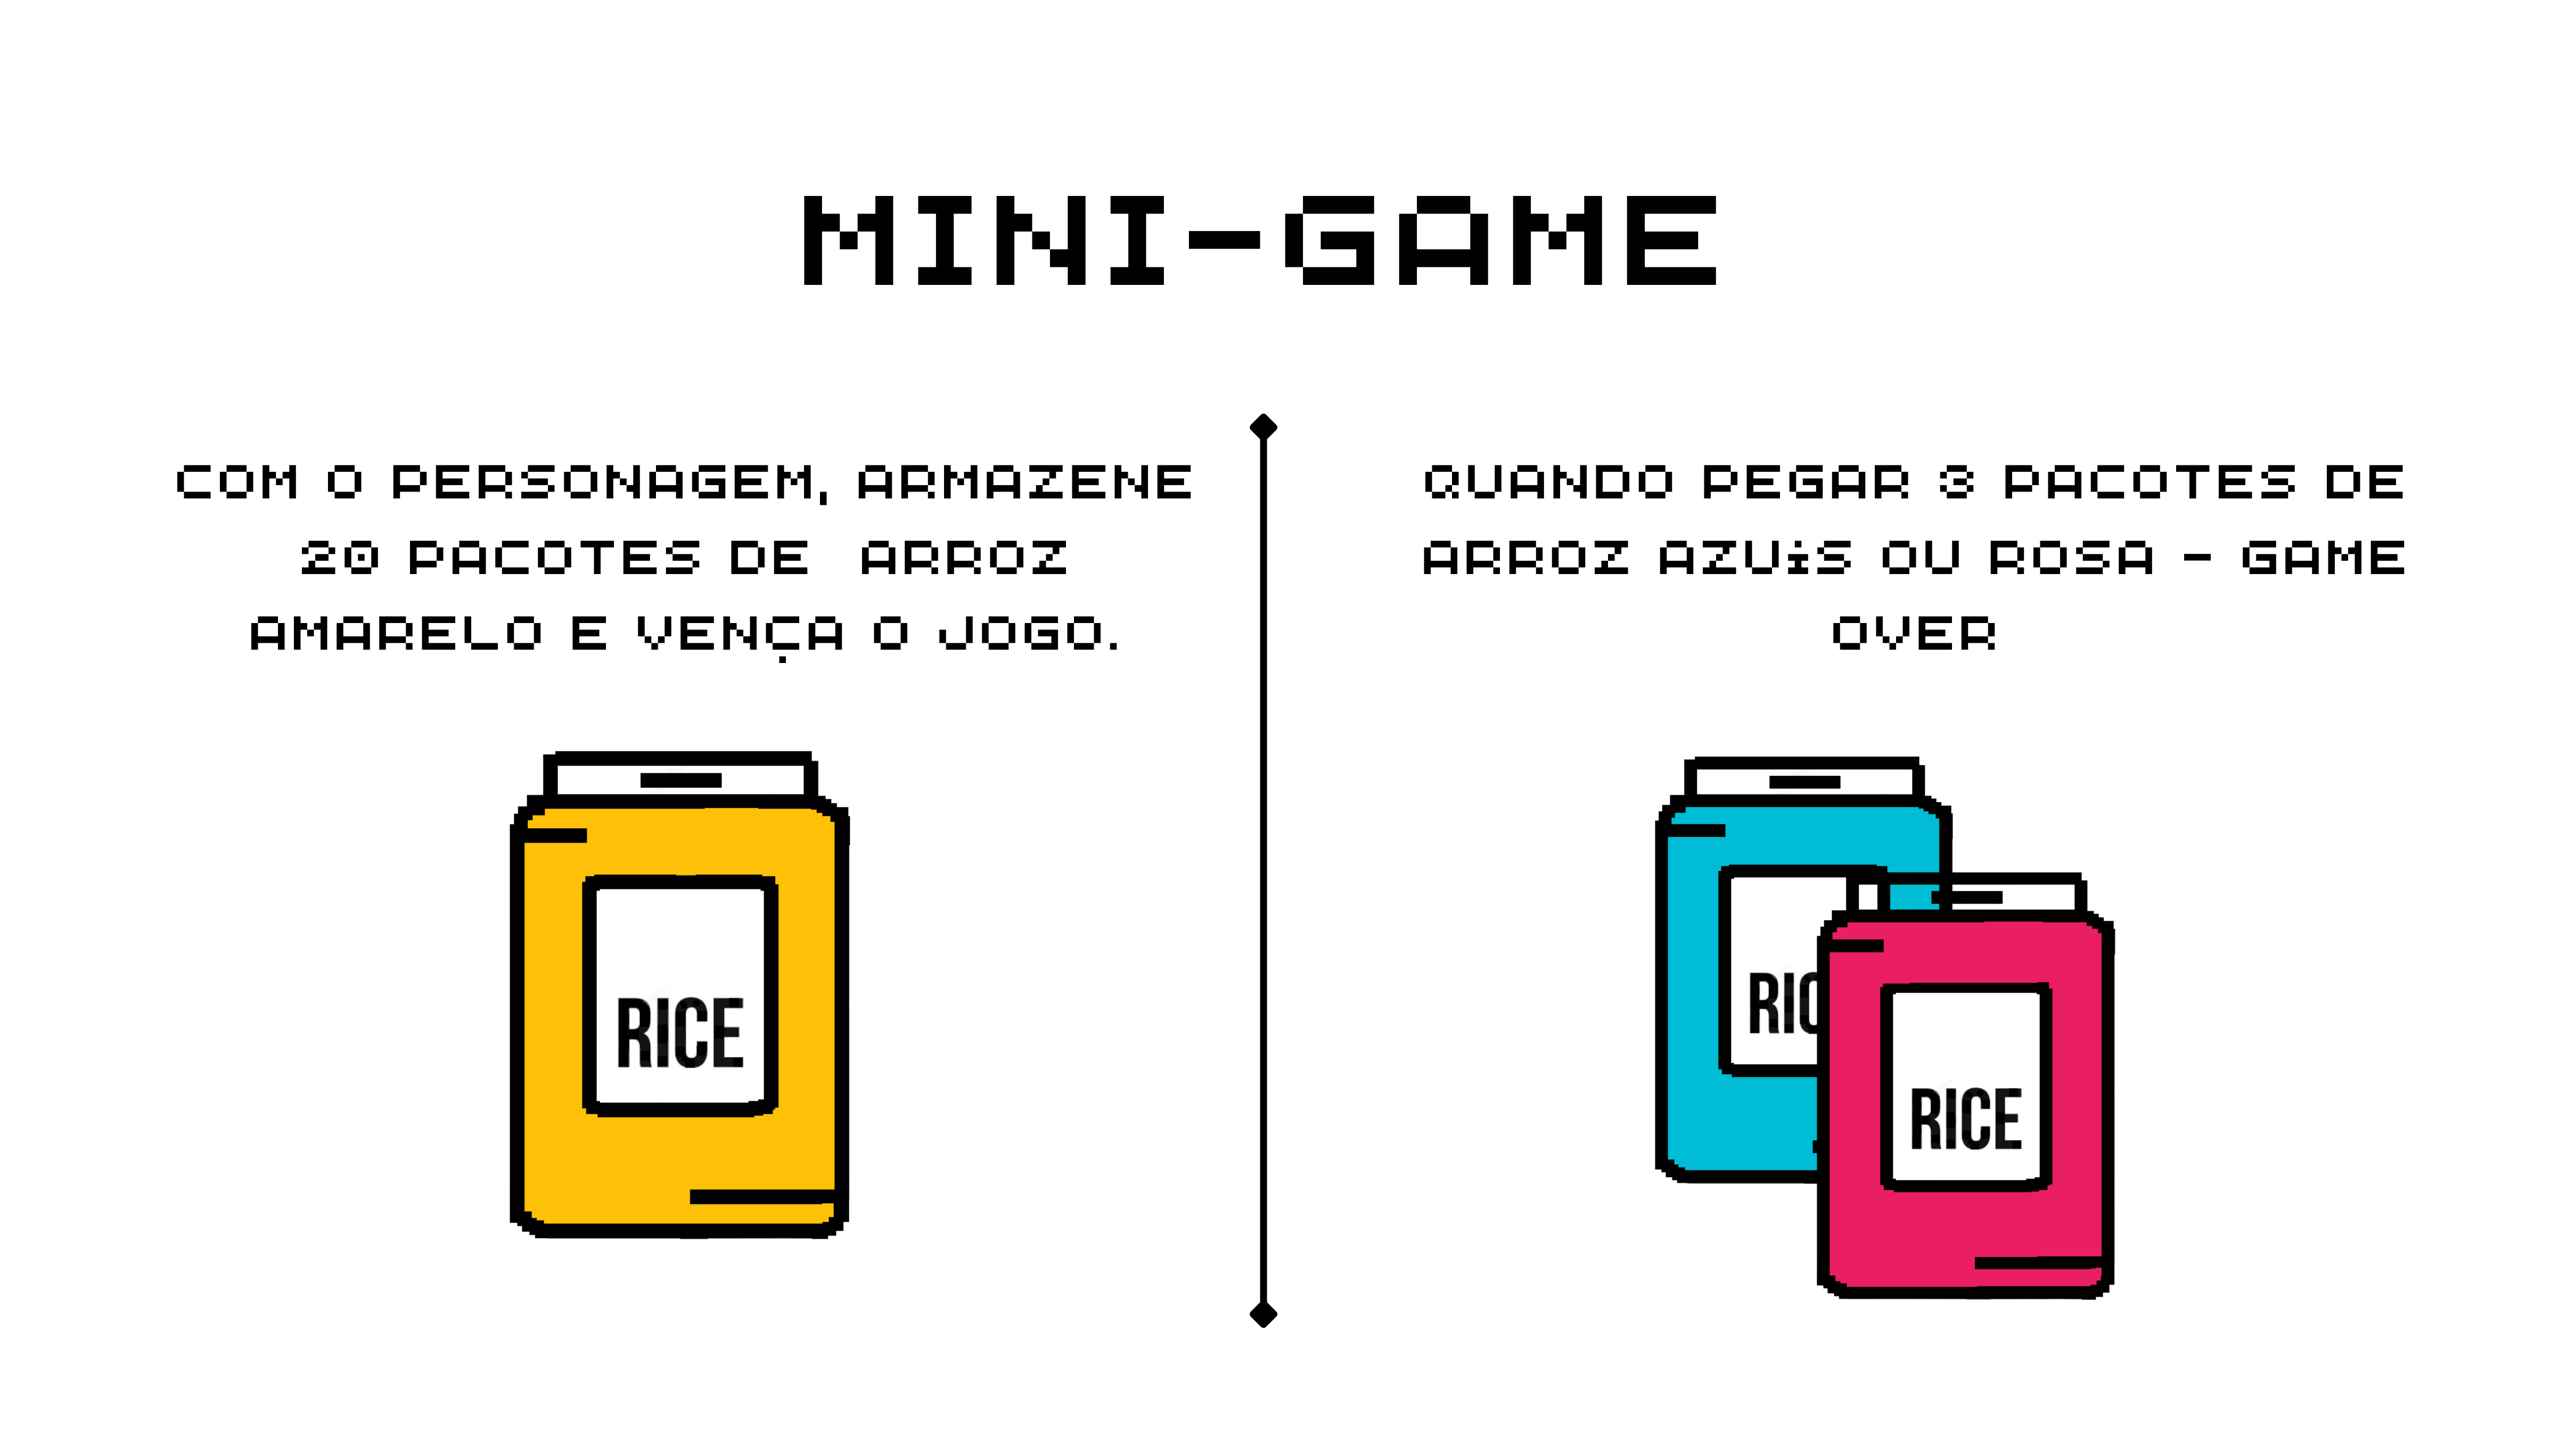 MINI-GAME
COM O PERSONAGEM, ARMAZENE
20 PACOTES DE ARROZ
AMARELO E VENÇA O JOGO.
RICE
QUANDO PEGAR 3 PACOTES DE
ARROZ AZUiS OU ROSA - GAME
OVER
RIC
RICE